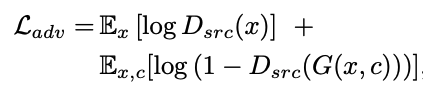 ℒ_adv = 𝔼_x [log D_src(x)] +
𝔼_x,c[log (1 − D_src(G(x, c)))],